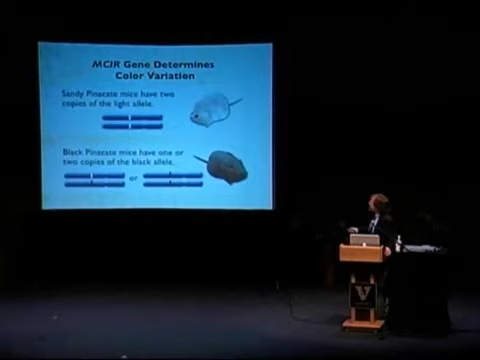 MC1R Gene Determines
Color Variation
Sandy Pinacate mice have two
copies of the light allele.
Black Pinacate mice have one or
two copies of the black allele.
or
V